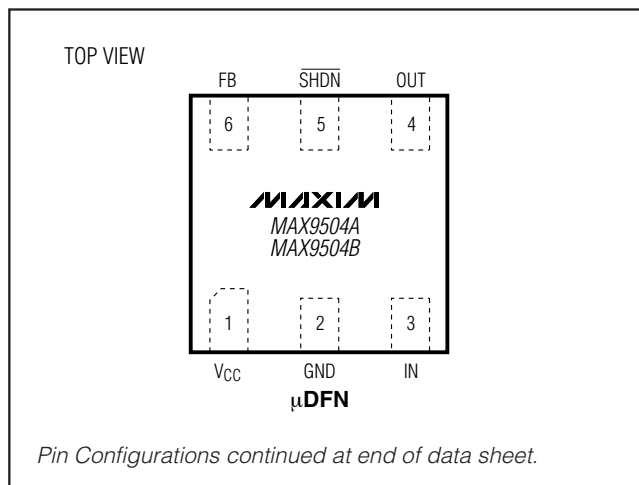 TOP VIEW
FB SHDN OUT
6 5 4
MAXIM
MAX9504A
MAX9504B
1 2 3
VCC GND IN
μDFN
Pin Configurations continued at end of data sheet.